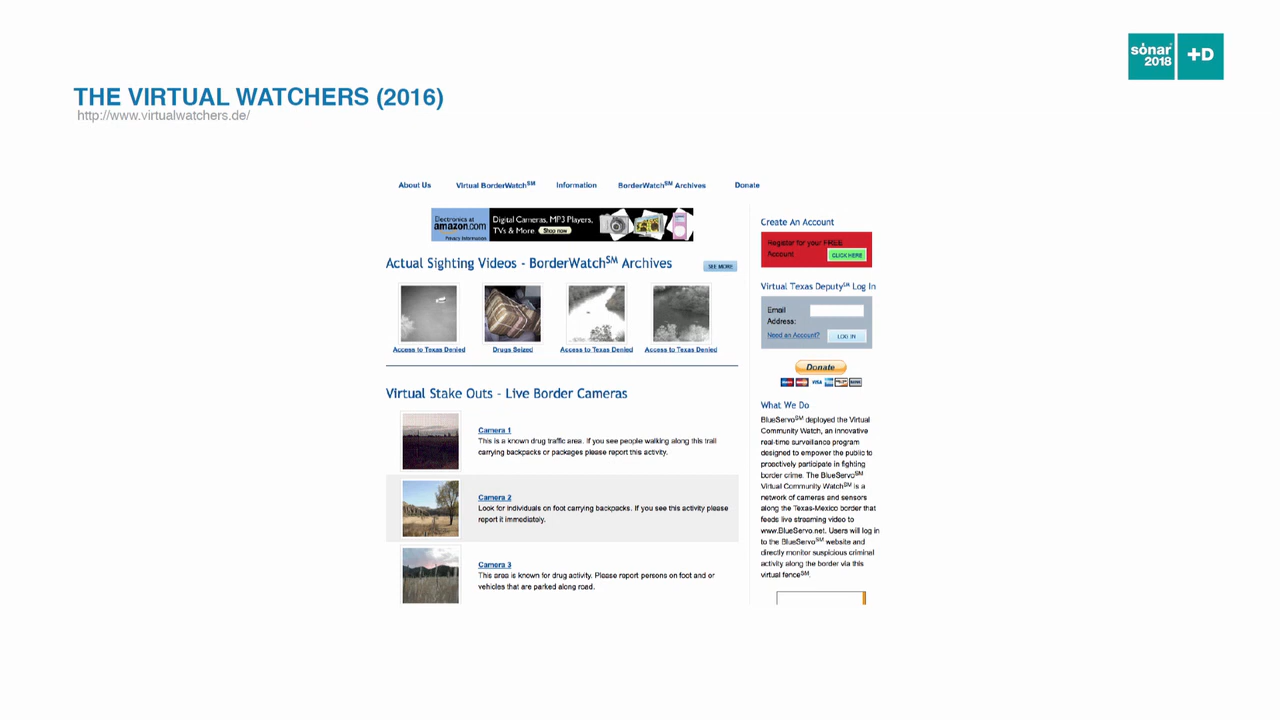 sónar
2018
+D
THE VIRTUAL WATCHERS (2016)
http://www.virtualwatchers.de/
About Us Virtual BorderWatch℠ Information BorderWatch℠ Archives Donate
Electronics at
amazon.com
Privacy Information
Digital Cameras, MP3 Players,
TVs & More. Shop now
Actual Sighting Videos - BorderWatch℠ Archives
SEE MORE
Access to Texas Denied Drugs Seized Access to Texas Denied Access to Texas Denied
Virtual Stake Outs - Live Border Cameras
Camera 1
This is a known drug traffic area. If you see people walking along this trail
carrying backpacks or packages please report this activity.
Camera 2
Look for individuals on foot carrying backpacks. If you see this activity please
report it immediately.
Camera 3
This area is known for drug activity. Please report persons on foot and or
vehicles that are parked along road.
Create An Account
Register for your FREE
Account CLICK HERE
Virtual Texas Deputy℠ Log In
Email
Address:
Need an Account? LOG IN
Donate
VISA
What We Do
BlueServo℠ deployed the Virtual
Community Watch, an innovative
real-time surveillance program
designed to empower the public to
proactively participate in fighting
border crime. The BlueServo℠
Virtual Community Watch℠ is a
network of cameras and sensors
along the Texas-Mexico border that
feeds live streaming video to
www.BlueServo.net. Users will log in
to the BlueServo℠ website and
directly monitor suspicious criminal
activity along the border via this
virtual fence℠.